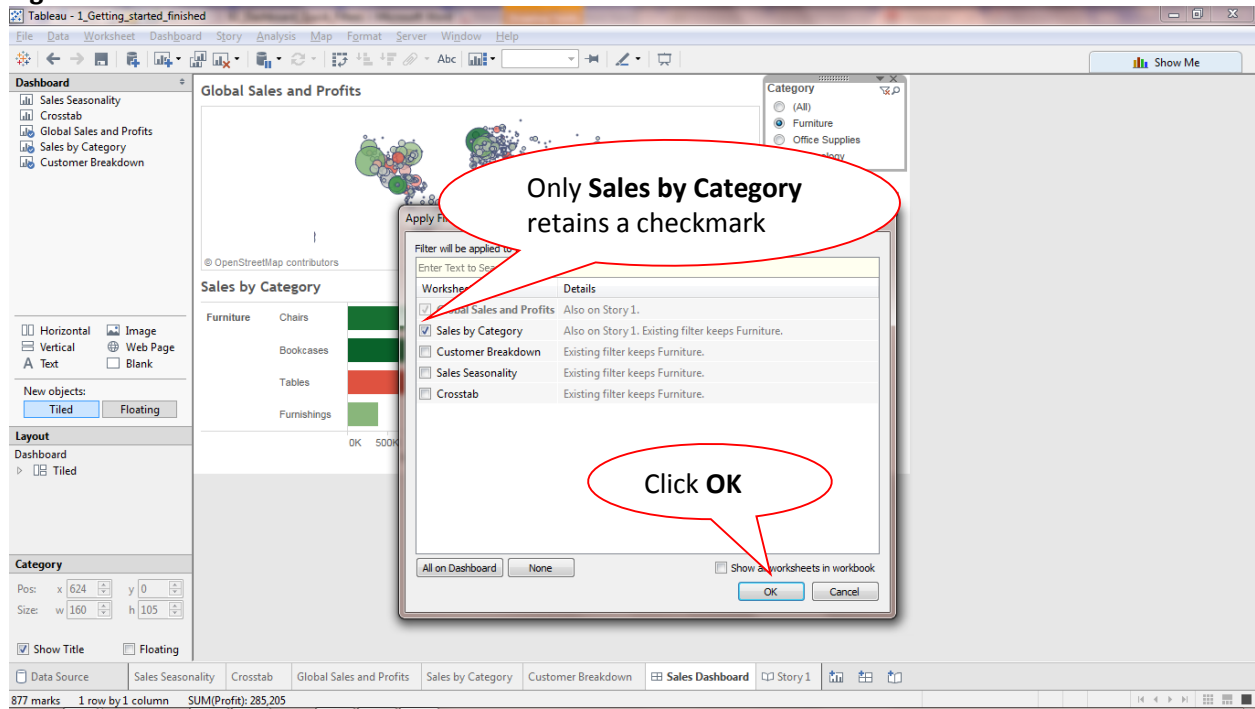 Tableau - 1_Getting_started_finished
File Data Worksheet Dashboard Story Analysis Map Format Server Window Help
Abc
Show Me
Dashboard
Sales Seasonality
Crosstab
Global Sales and Profits
Sales by Category
Customer Breakdown
Horizontal Image
Vertical Web Page
A Text Blank
New objects:
Tiled Floating
Layout
Dashboard
Tiled
Category
Pos: x 624 y 0
Size: w 160 h 105
Show Title Floating
Global Sales and Profits
© OpenStreetMap contributors
Category
(All)
Furniture
Office Supplies
Sales by Category
Furniture Chairs
Bookcases
Tables
Furnishings
0K 500K
Only Sales by Category
retains a checkmark
Apply
Filter will be applied to
Enter Text to
Details
Global Sales and Profits Also on Story 1.
Sales by Category Also on Story 1. Existing filter keeps Furniture.
Customer Breakdown Existing filter keeps Furniture.
Sales Seasonality Existing filter keeps Furniture.
Crosstab Existing filter keeps Furniture.
Click OK
All on Dashboard None Show all worksheets in workbook
OK Cancel
Data Source Sales Seasonality Crosstab Global Sales and Profits Sales by Category Customer Breakdown Sales Dashboard Story 1
877 marks 1 row by 1 column SUM(Profit): 285,205